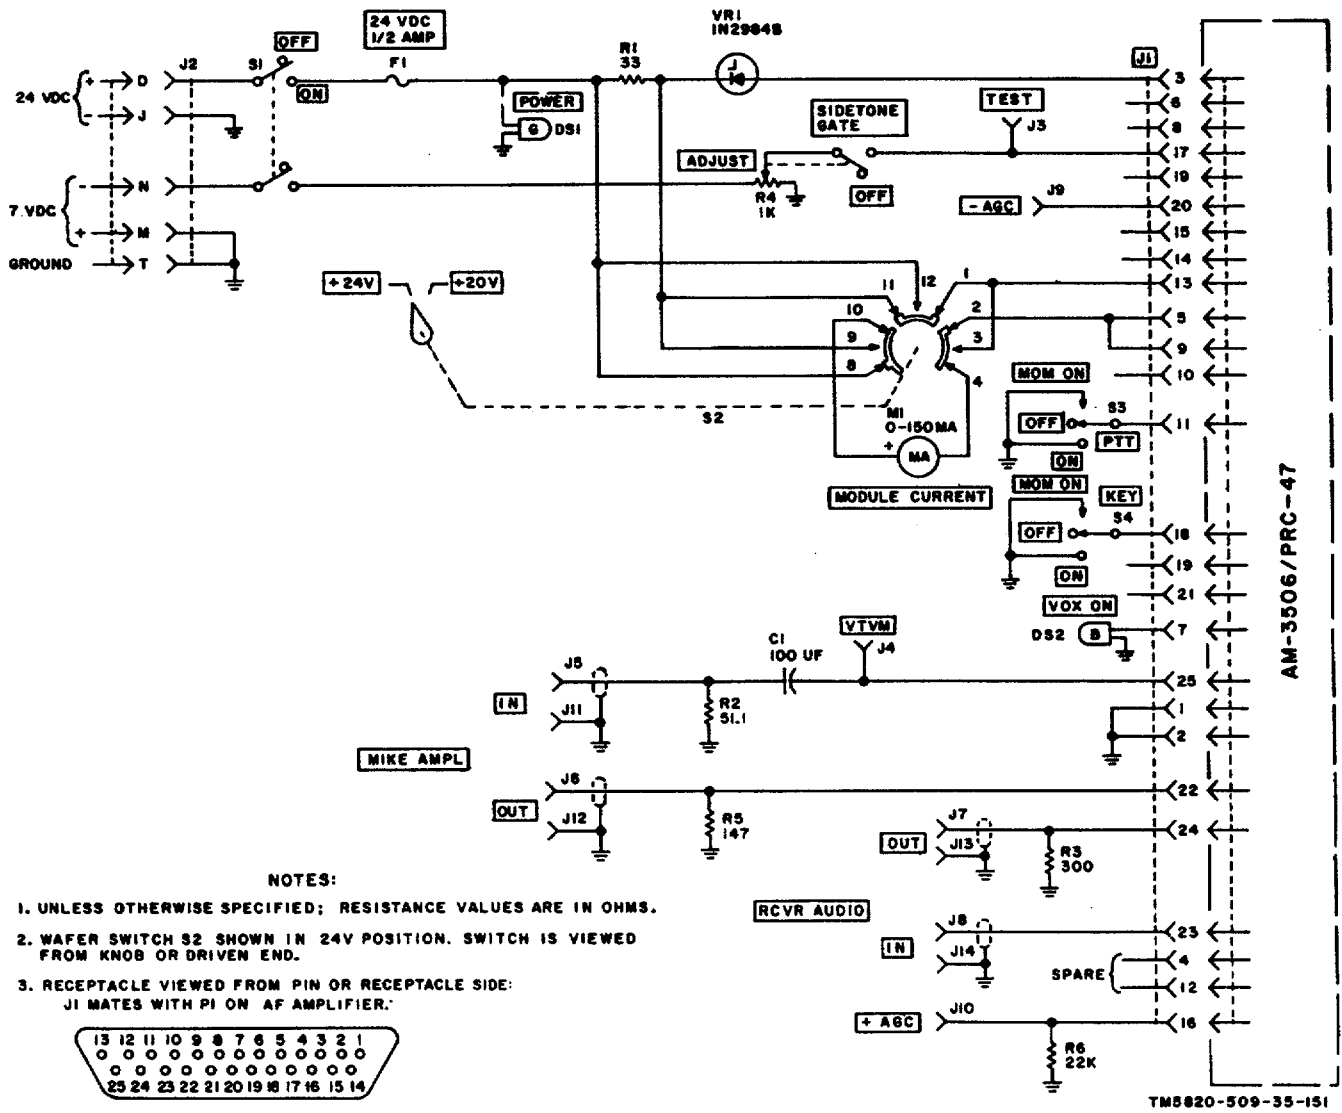 24 VDC
1/2 AMP
F1
VR1
1N2984B
OFF
S1
ON
J2
R1
33
J1
24 VDC
+
-
D
J
POWER
G
DS1
J
SIDETONE
GATE
TEST
J3
ADJUST
OFF
R4
1K
7 VDC
-
+
N
M
GROUND
T
-AGC
J9
3
6
8
17
19
20
15
14
13
5
9
10
11
18
19
21
7
25
1
2
22
24
23
4
12
16
+24V
+20V
11
12
1
10
2
9
3
8
4
S2
M1
0-150MA
+
MA
MODULE CURRENT
MOM ON
S3
OFF
PTT
ON
MOM ON
KEY
S4
OFF
ON
VOX ON
DS2
B
AM-3506/PRC-47
VTVM
J4
C1
100 UF
J5
IN
J11
R2
51.1
MIKE AMPL
J6
OUT
J12
R5
147
J7
OUT
J13
R3
300
RCVR AUDIO
J8
IN
J14
SPARE
+ AGC
J10
R6
22K
NOTES:
1. UNLESS OTHERWISE SPECIFIED; RESISTANCE VALUES ARE IN OHMS.
2. WAFER SWITCH S2 SHOWN IN 24V POSITION. SWITCH IS VIEWED
FROM KNOB OR DRIVEN END.
3. RECEPTACLE VIEWED FROM PIN OR RECEPTACLE SIDE:
J1 MATES WITH P1 ON AF AMPLIFIER.
13 12 11 10 9 8 7 6 5 4 3 2 1
25 24 23 22 21 20 19 18 17 16 15 14
TM5820-509-35-151